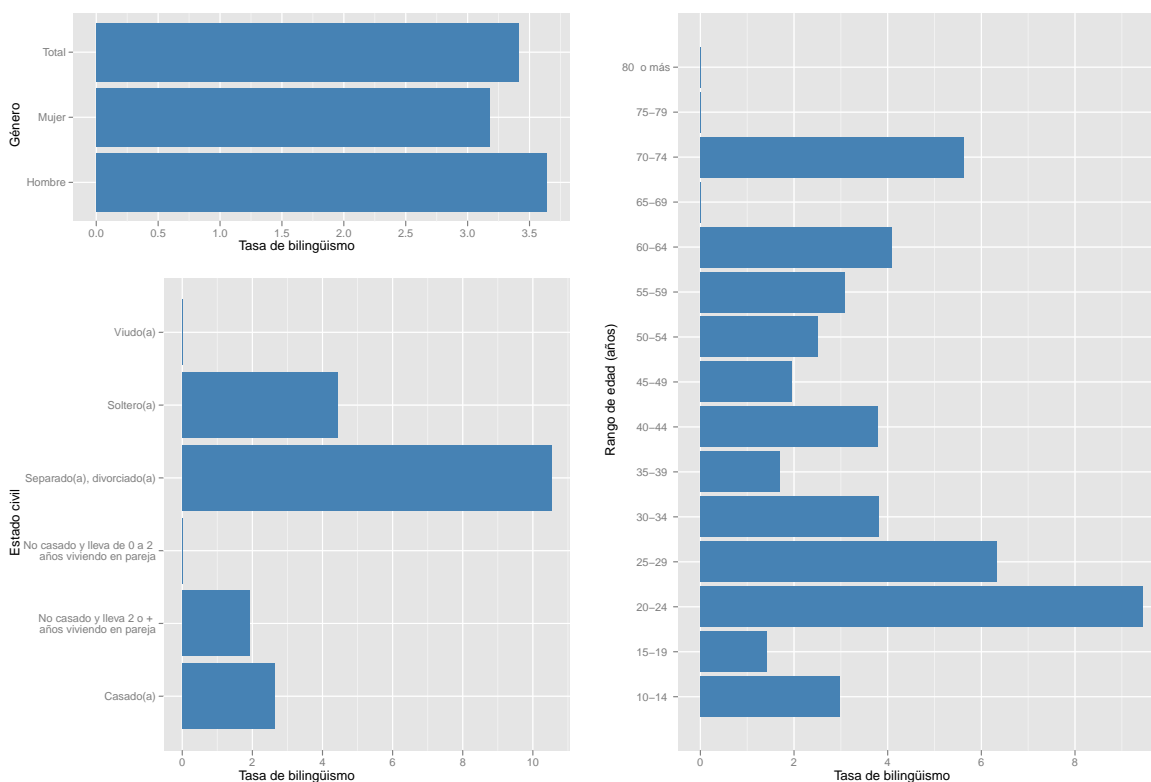 Género
Total
Mujer
Hombre
0.0 0.5 1.0 1.5 2.0 2.5 3.0 3.5
Tasa de bilingüismo
Estado civil
Viudo(a)
Soltero(a)
Separado(a), divorciado(a)
No casado y lleva de 0 a 2
años viviendo en pareja
No casado y lleva 2 o +
años viviendo en pareja
Casado(a)
0 2 4 6 8 10
Tasa de bilingüismo
Rango de edad (años)
80 o más
75−79
70−74
65−69
60−64
55−59
50−54
45−49
40−44
35−39
30−34
25−29
20−24
15−19
10−14
0 2 4 6 8
Tasa de bilingüismo